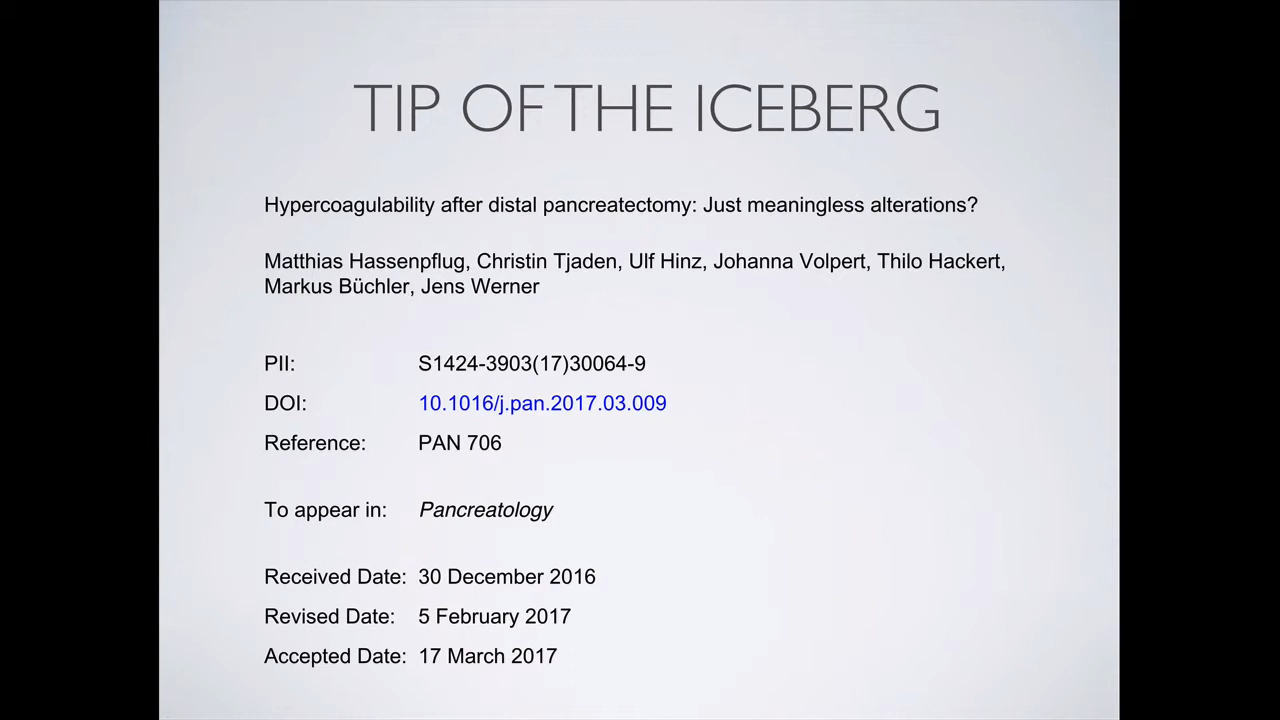 TIP OF THE ICEBERG
Hypercoagulability after distal pancreatectomy: Just meaningless alterations?
Matthias Hassenpflug, Christin Tjaden, Ulf Hinz, Johanna Volpert, Thilo Hackert,
Markus Büchler, Jens Werner
PII: S1424-3903(17)30064-9
DOI: 10.1016/j.pan.2017.03.009
Reference: PAN 706
To appear in: Pancreatology
Received Date: 30 December 2016
Revised Date: 5 February 2017
Accepted Date: 17 March 2017